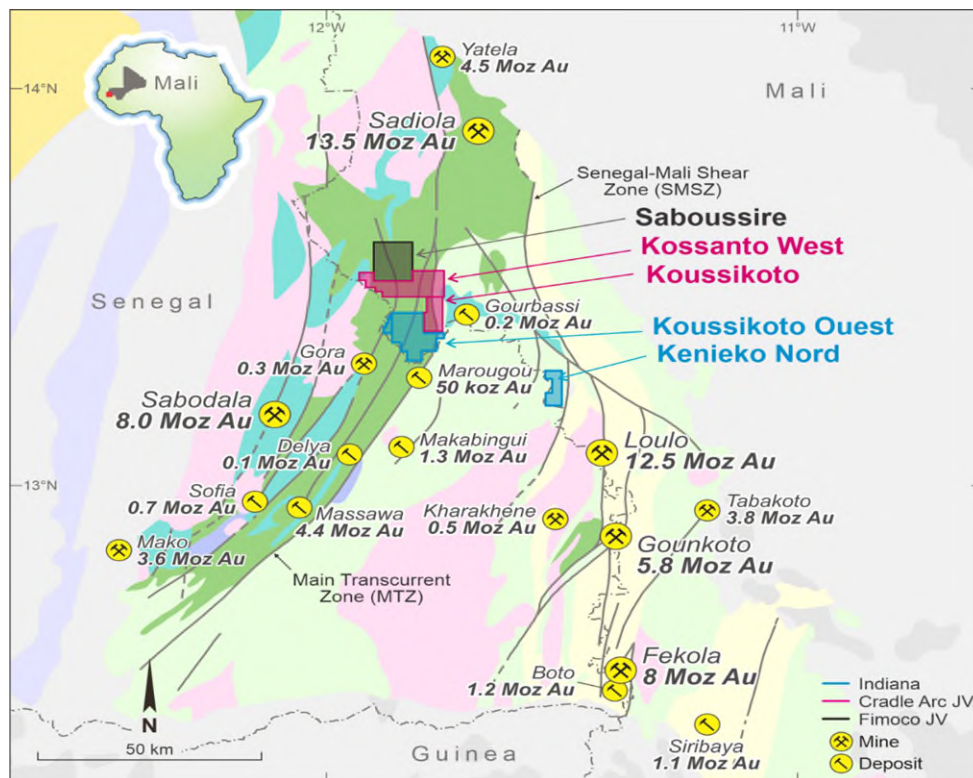 12°W
11°W
Yatela
4.5 Moz Au
Mali
Mali
14°N
Sadiola
13.5 Moz Au
Senegal-Mali Shear
Zone (SMSZ)
Saboussire
Kossanto West
Koussikoto
Senegal
Gourbassi
0.2 Moz Au
Koussikoto Ouest
Kenieko Nord
Gora
0.3 Moz Au
Marougou
50 koz Au
Sabodala
8.0 Moz Au
Delya
0.1 Moz Au
Makabingui
1.3 Moz Au
Loulo
12.5 Moz Au
13°N
Sofia
0.7 Moz Au
Massawa
4.4 Moz Au
Kharakhene
0.5 Moz Au
Tabakoto
3.8 Moz Au
Mako
3.6 Moz Au
Gounkoto
5.8 Moz Au
Main Transcurrent
Zone (MTZ)
Fekola
8 Moz Au
Boto
1.2 Moz Au
Siribaya
1.1 Moz Au
N
50 km
Guinea
Indiana
Cradle Arc JV
Fimoco JV
Mine
Deposit